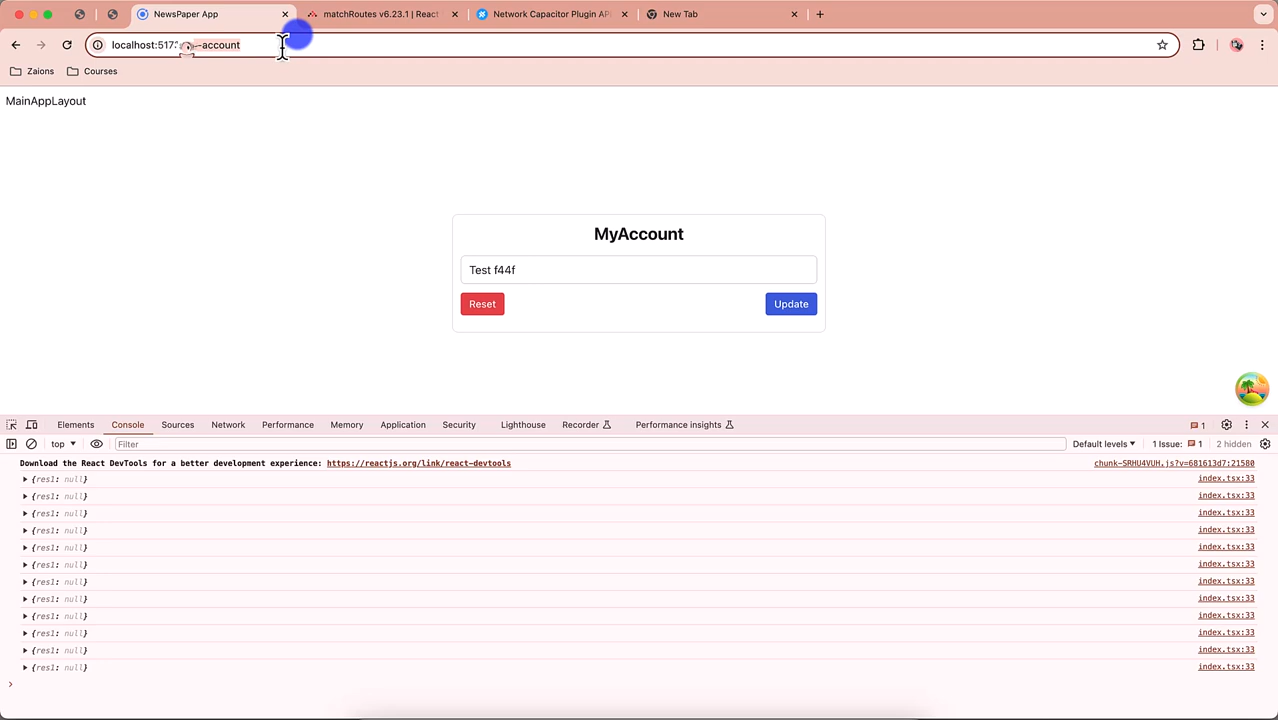 NewsPaper App
matchRoutes v6.23.1 | React
Network Capacitor Plugin API
New Tab
localhost:517 -account
Zaions
Courses
MainAppLayout
MyAccount
Test f44f
Reset
Update
Elements
Console
Sources
Network
Performance
Memory
Application
Security
Lighthouse
Recorder
Performance insights
1
top
Filter
Default levels
1 Issue:
1
2 hidden
Download the React DevTools for a better development experience: https://reactjs.org/link/react-devtools
chunk-SRHU4VUH.js?v=681613d7:21580
{res1: null}
index.tsx:33
{res1: null}
index.tsx:33
{res1: null}
index.tsx:33
{res1: null}
index.tsx:33
{res1: null}
index.tsx:33
{res1: null}
index.tsx:33
{res1: null}
index.tsx:33
{res1: null}
index.tsx:33
{res1: null}
index.tsx:33
{res1: null}
index.tsx:33
{res1: null}
index.tsx:33
{res1: null}
index.tsx:33